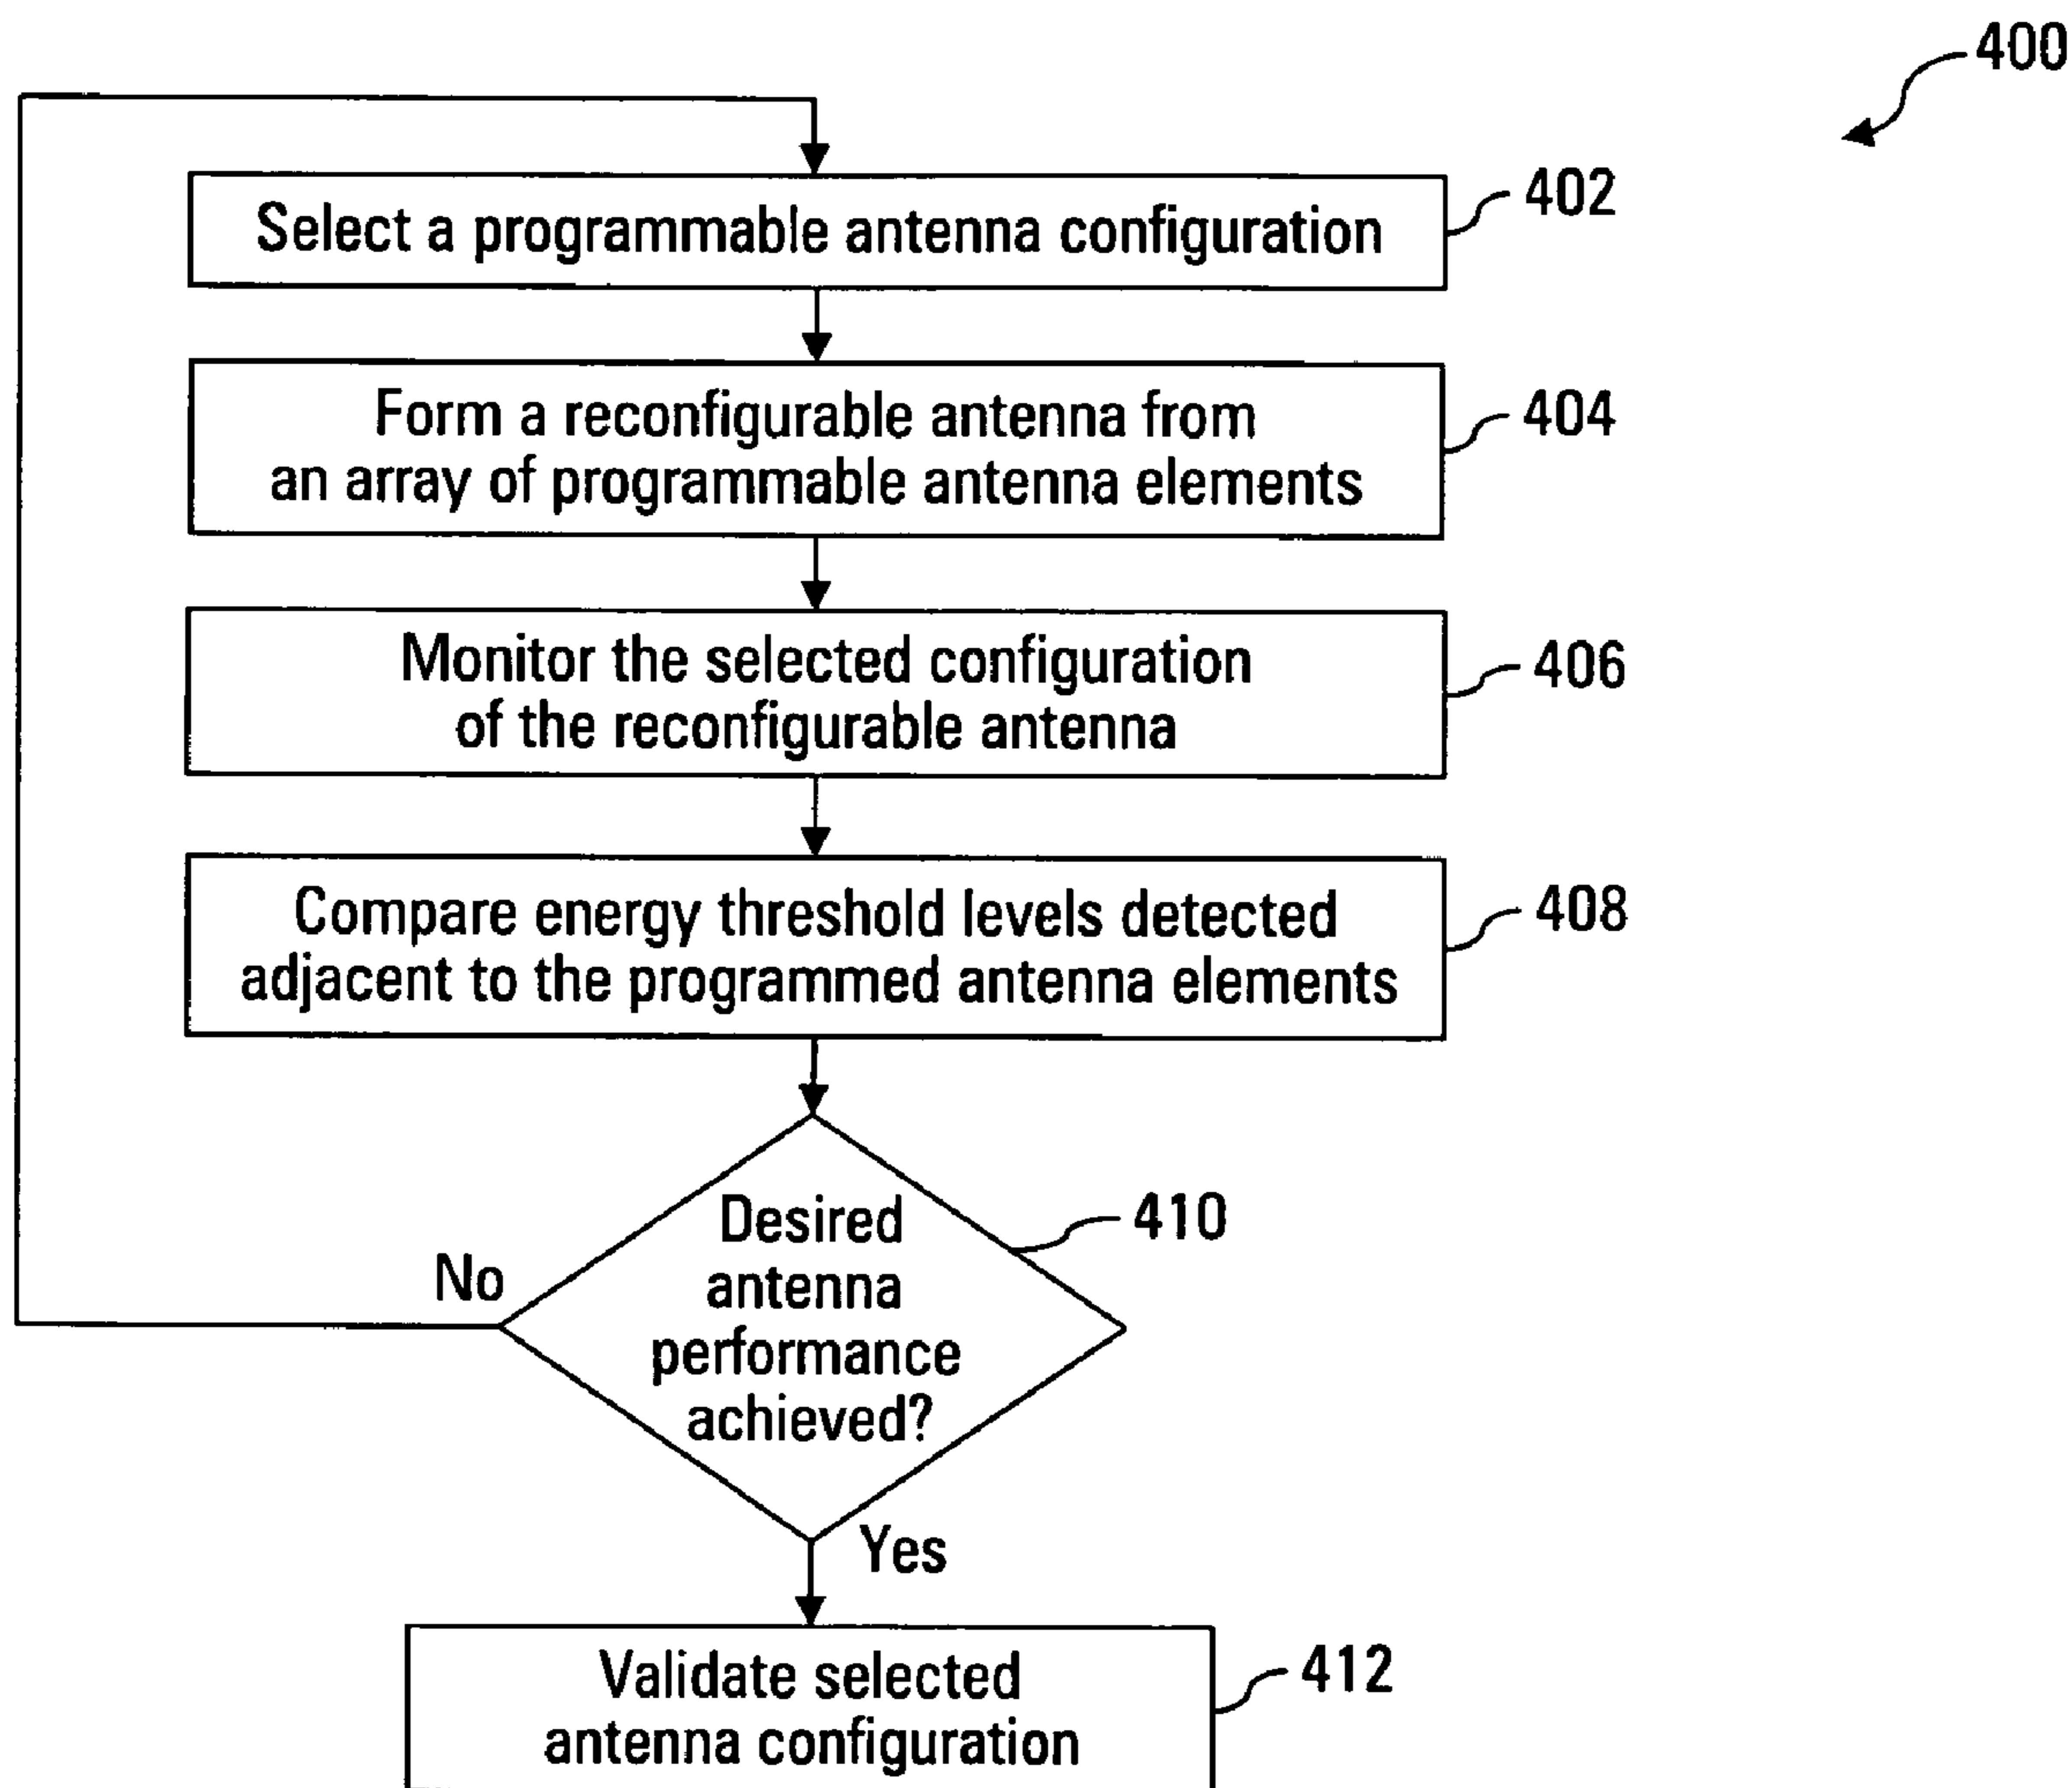 400
Select a programmable antenna configuration
402
Form a reconfigurable antenna from
an array of programmable antenna elements
404
Monitor the selected configuration
of the reconfigurable antenna
406
Compare energy threshold levels detected
adjacent to the programmed antenna elements
408
Desired
antenna
performance
achieved?
410
No
Yes
Validate selected
antenna configuration
412